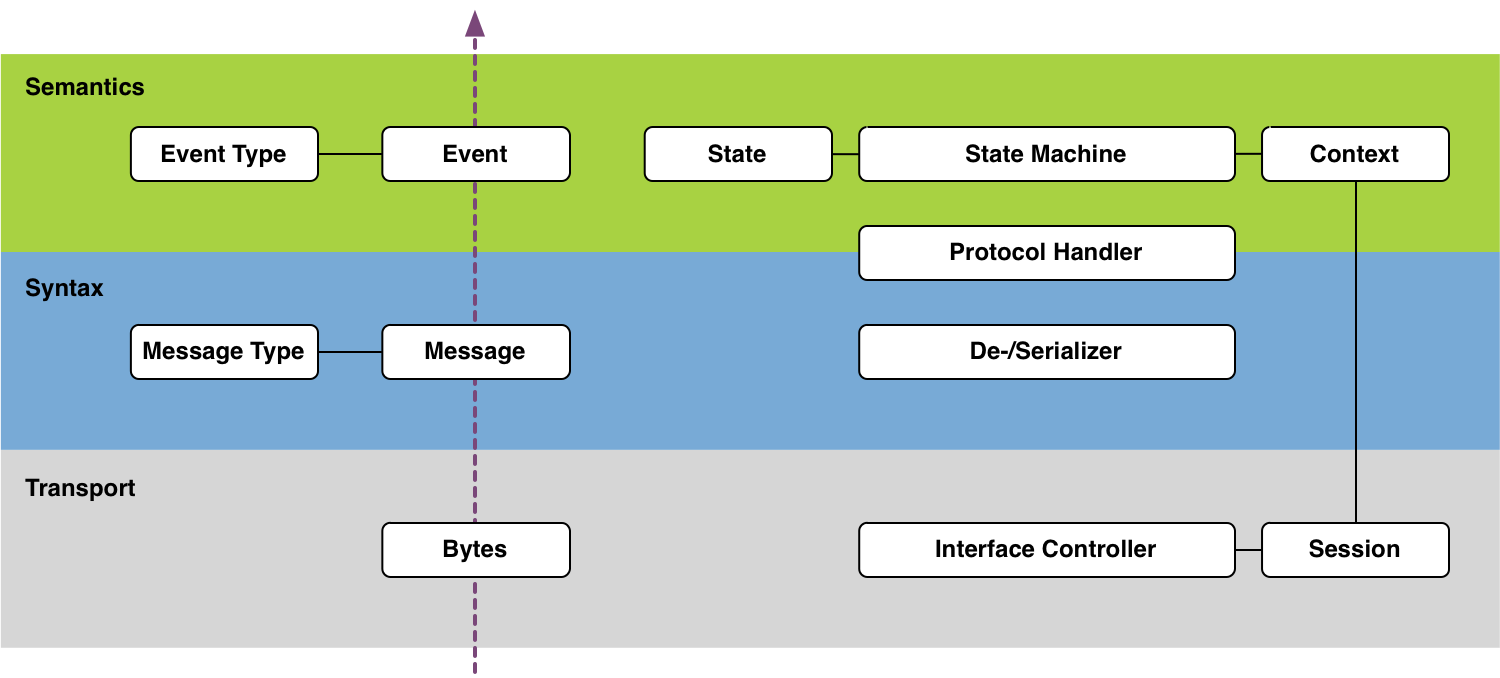 Semantics
Event Type
Event
State
State Machine
Context
Protocol Handler
Syntax
Message Type
Message
De-/Serializer
Transport
Bytes
Interface Controller
Session